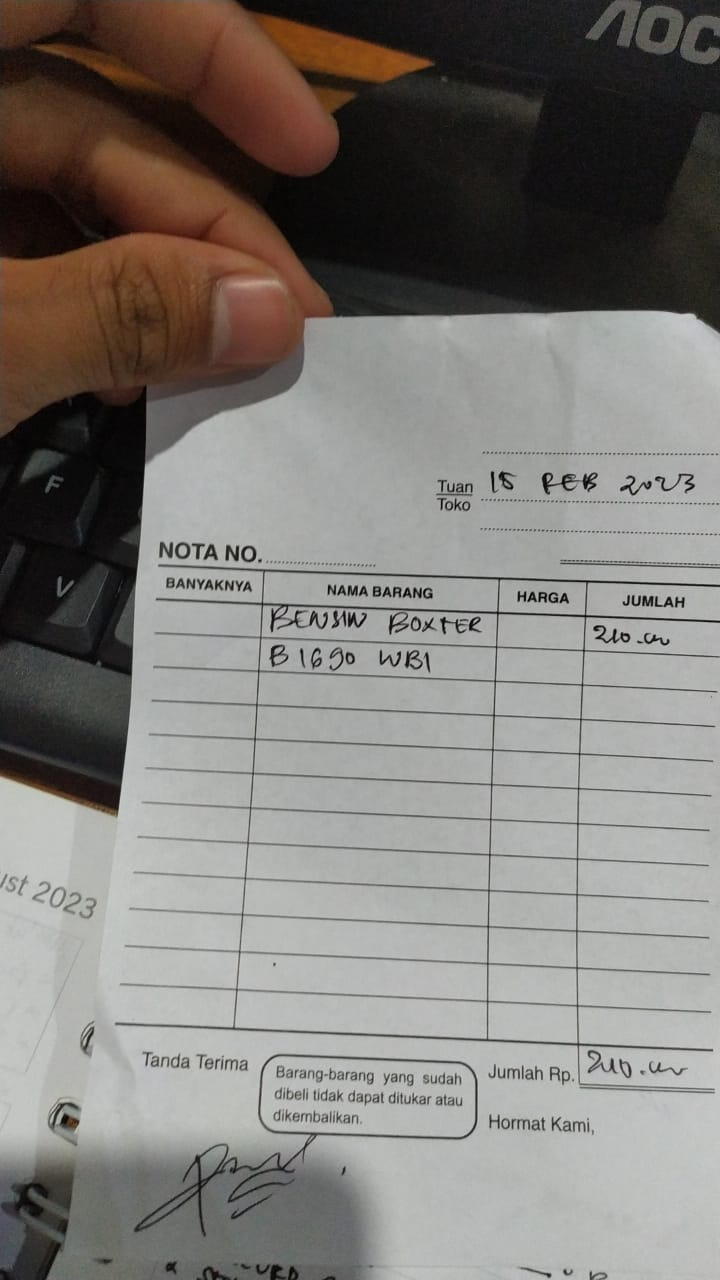 AOC
F
V
Tuan 15 FEB 2023
Toko
NOTA NO.
BANYAKNYA NAMA BARANG HARGA JUMLAH
BENSIN BOXTER 210.000
B 1690 WBI
ust 2023
Tanda Terima
Barang-barang yang sudah
dibeli tidak dapat ditukar atau
dikembalikan.
Jumlah Rp. 210.000
Hormat Kami,